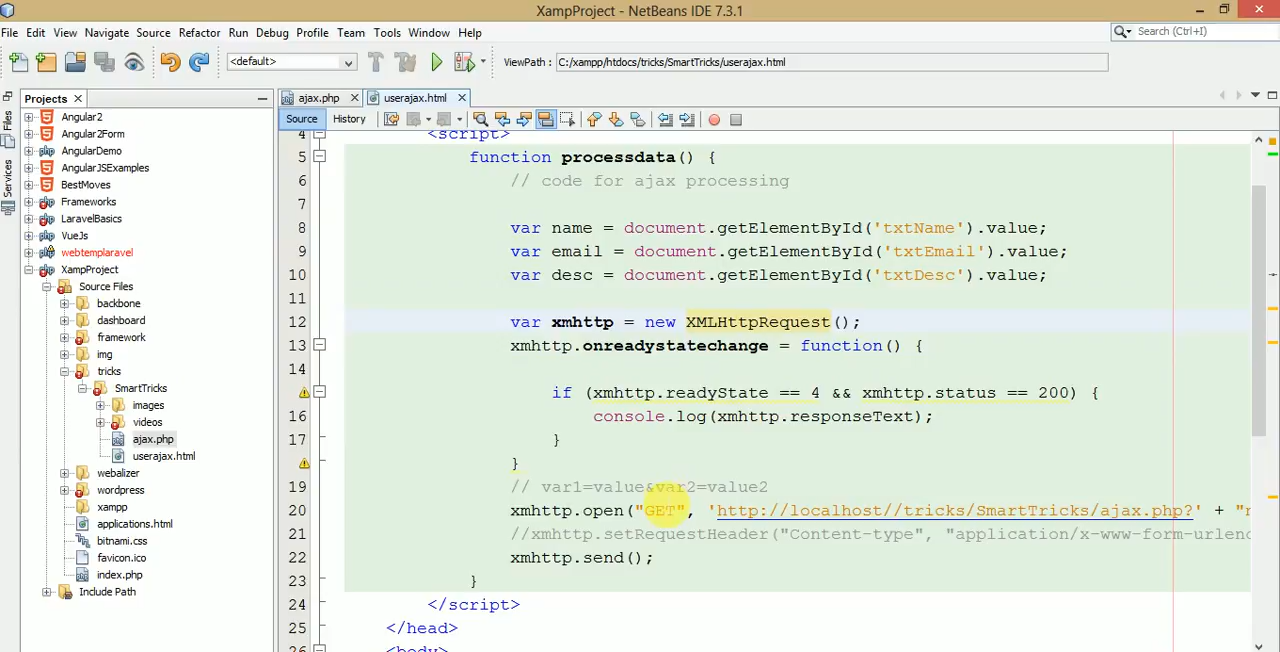 XampProject - NetBeans IDE 7.3.1
File Edit View Navigate Source Refactor Run Debug Profile Team Tools Window Help
Search (Ctrl+I)
<default>
ViewPath : C:/xampp/htdocs/tricks/SmartTricks/userajax.html
Files
Services
Projects
Angular2
Angular2Form
AngularDemo
AngularJSExamples
BestMoves
Frameworks
LaravelBasics
VueJs
webtemplaravel
XampProject
Source Files
backbone
dashboard
framework
img
tricks
SmartTricks
images
videos
ajax.php
userajax.html
webalizer
wordpress
xampp
applications.html
bitnami.css
favicon.ico
index.php
Include Path
ajax.php userajax.html
Source History
4 <script>
5 function processdata() {
6 // code for ajax processing
7
8 var name = document.getElementById('txtName').value;
9 var email = document.getElementById('txtEmail').value;
10 var desc = document.getElementById('txtDesc').value;
11
12 var xmhttp = new XMLHttpRequest();
13 xmhttp.onreadystatechange = function() {
14
if (xmhttp.readyState == 4 && xmhttp.status == 200) {
16 console.log(xmhttp.responseText);
17 }
}
19 // var1=value&var2=value2
20 xmhttp.open("GET", 'http://localhost//tricks/SmartTricks/ajax.php?' + "n
21 //xmhttp.setRequestHeader("Content-type", "application/x-www-form-urlenc
22 xmhttp.send();
23 }
24 </script>
25 </head>
26 <body>